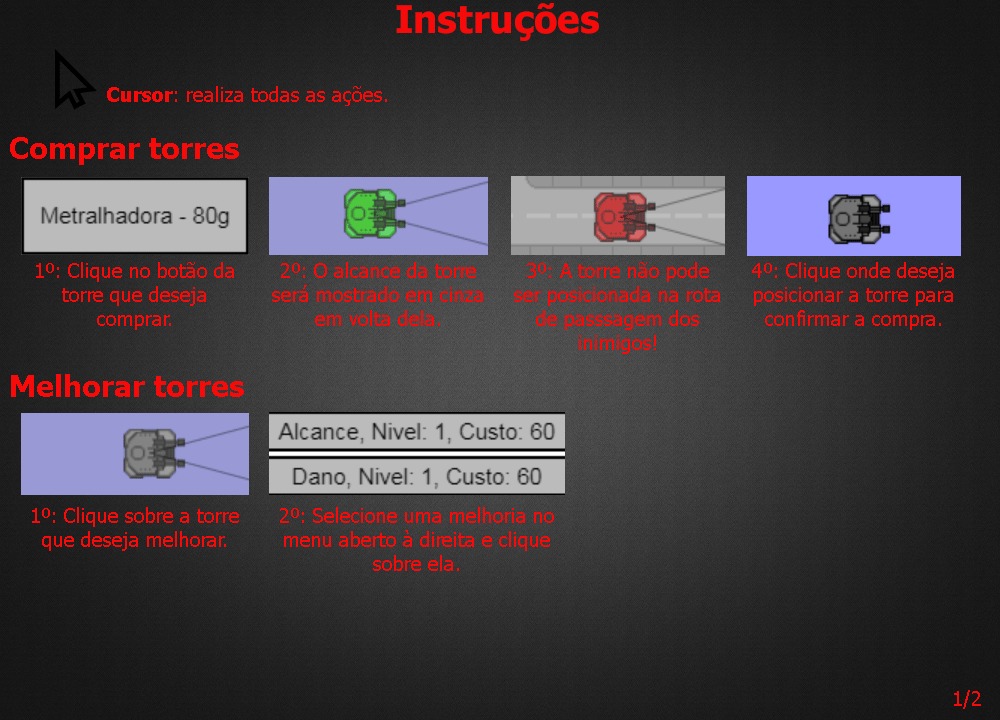 Instruções
Cursor: realiza todas as ações.
Comprar torres
Metralhadora - 80g
1º: Clique no botão da
torre que deseja
comprar.
2º: O alcance da torre
será mostrado em cinza
em volta dela.
3º: A torre não pode
ser posicionada na rota
de passsagem dos
inimigos!
4º: Clique onde deseja
posicionar a torre para
confirmar a compra.
Melhorar torres
1º: Clique sobre a torre
que deseja melhorar.
Alcance, Nivel: 1, Custo: 60
Dano, Nivel: 1, Custo: 60
2º: Selecione uma melhoria no
menu aberto à direita e clique
sobre ela.
1/2